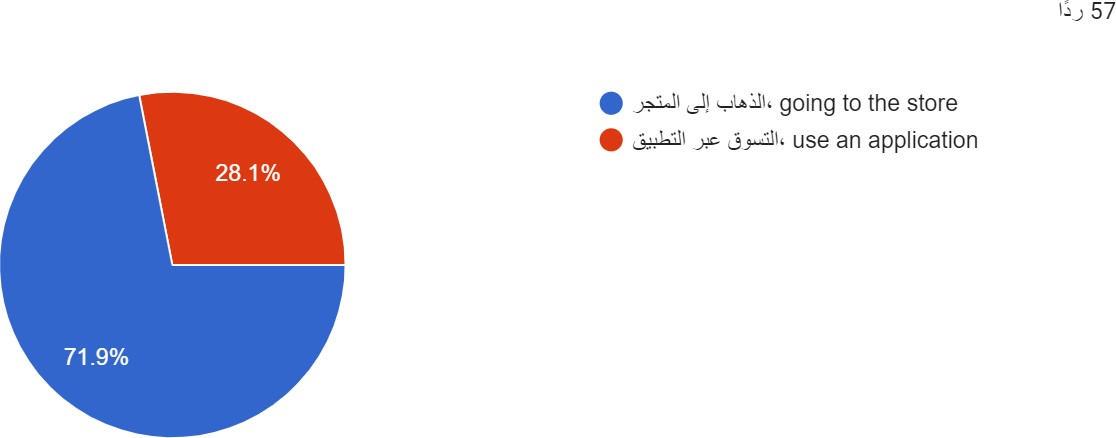 57 ردًا
الذهاب إلى المتجر، going to the store
التسوق عبر التطبيق، use an application
28.1%
71.9%